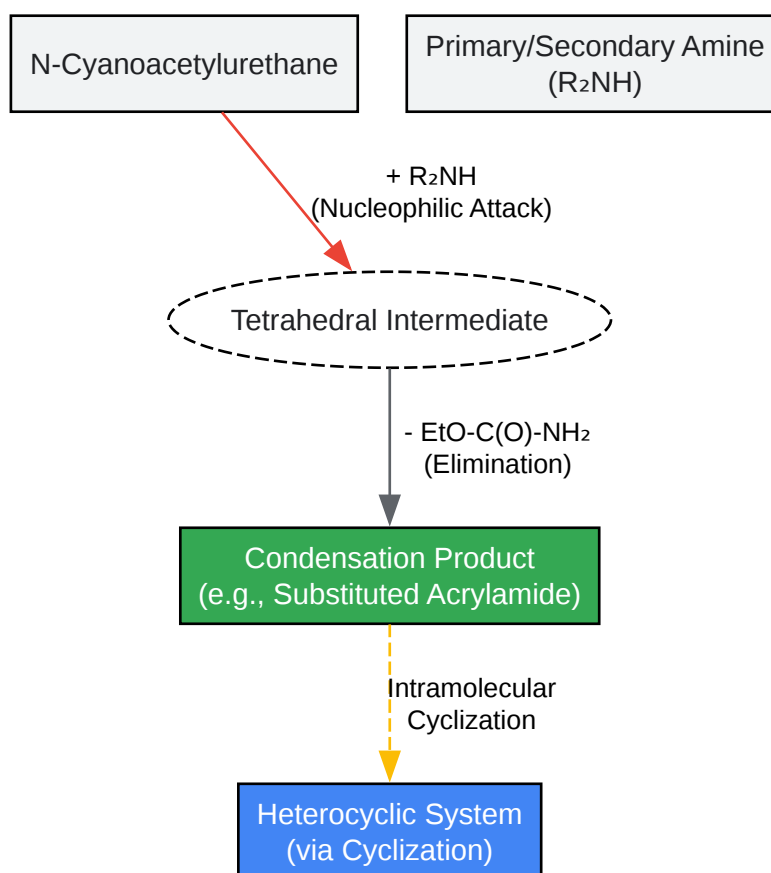 N-Cyanoacetylurethane
Primary/Secondary Amine
(R₂NH)
+ R₂NH
(Nucleophilic Attack)
Tetrahedral Intermediate
- EtO-C(O)-NH₂
(Elimination)
Condensation Product
(e.g., Substituted Acrylamide)
Intramolecular
Cyclization
Heterocyclic System
(via Cyclization)